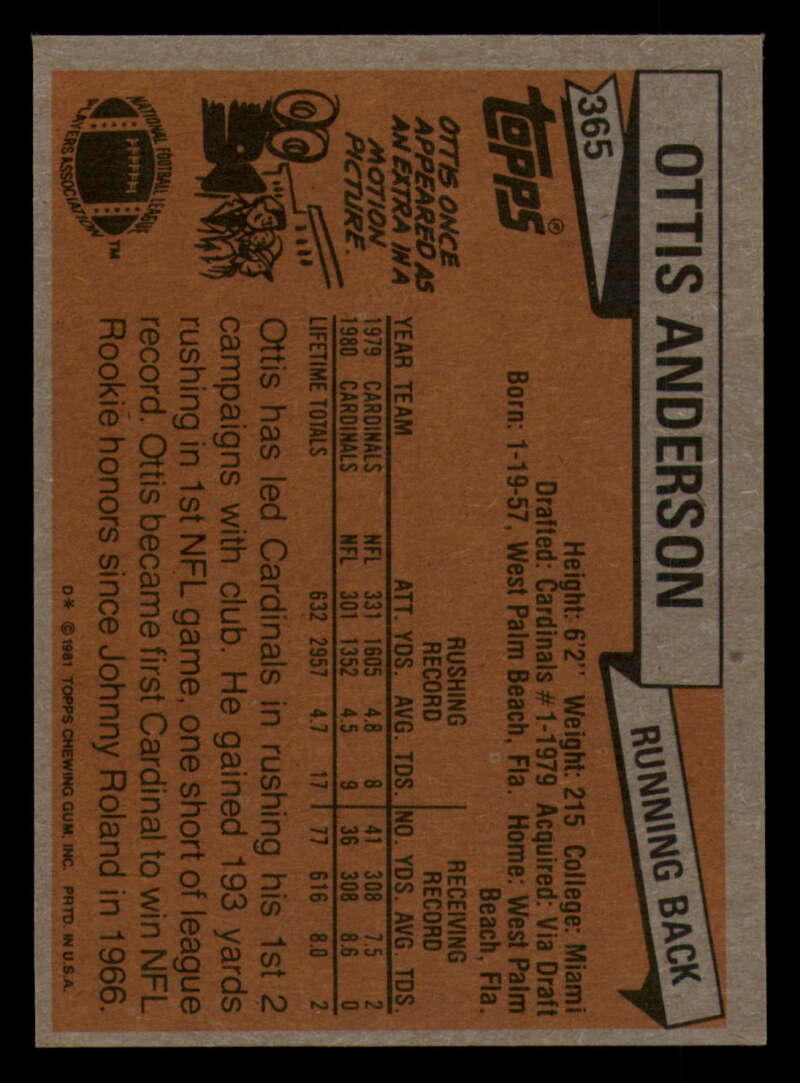 365
OTTIS ANDERSON
RUNNING BACK
topps®
Height: 6'2" Weight: 215 College: Miami
Drafted: Cardinals #1-1979 Acquired: Via Draft
Born: 1-19-57, West Palm Beach, Fla. Home: West Palm
Beach, Fla.
OTTIS ONCE
APPEARED AS
AN EXTRA IN A
MOTION
PICTURE.
RUSHING RECEIVING
RECORD RECORD
YEAR TEAM ATT. YDS. AVG. TDS. NO. YDS. AVG. TDS.
1979 CARDINALS NFL 331 1605 4.8 8 41 308 7.5 2
1980 CARDINALS NFL 301 1352 4.5 9 36 308 8.6 0
LIFETIME TOTALS 632 2957 4.7 17 77 616 8.0 2
Ottis has led Cardinals in rushing his 1st 2
campaigns with club. He gained 193 yards
rushing in 1st NFL game, one short of league
record. Ottis became first Cardinal to win NFL
Rookie honors since Johnny Roland in 1966.
NATIONAL FOOTBALL LEAGUE
PLAYERS ASSOCIATION
TM
D* © 1981 TOPPS CHEWING GUM, INC. PRTD. IN U.S.A.